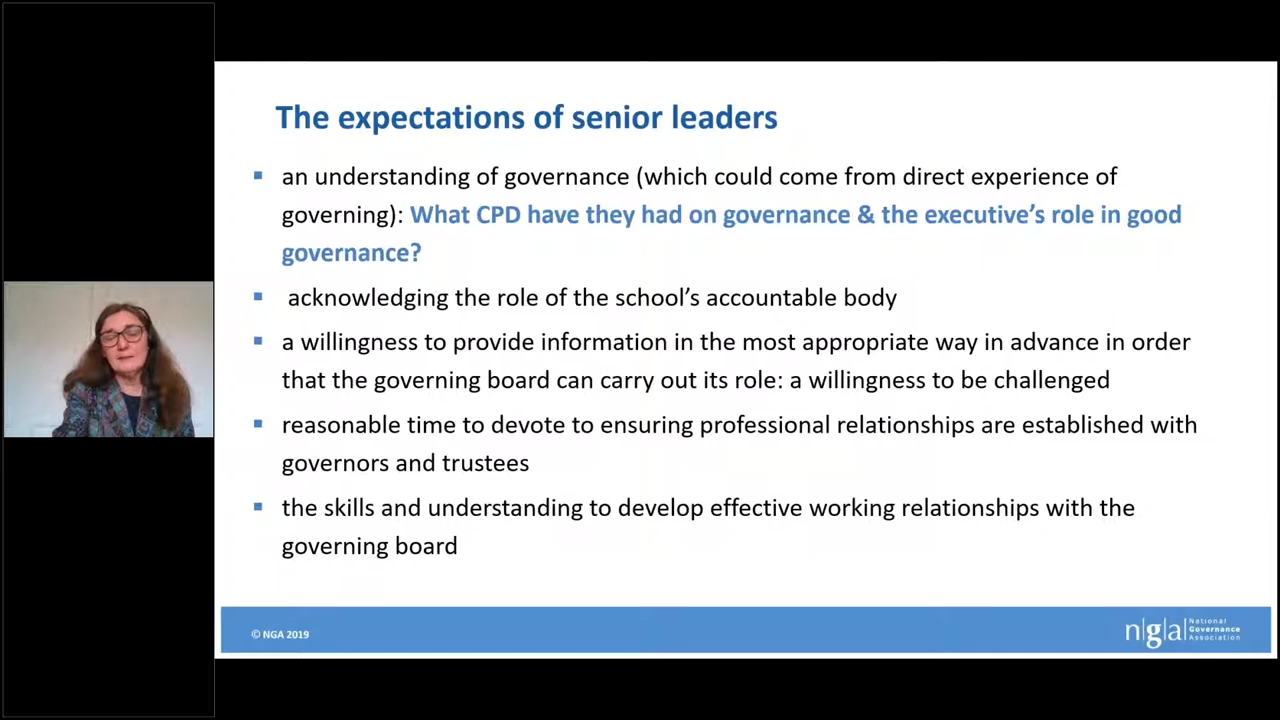 The expectations of senior leaders
▪ an understanding of governance (which could come from direct experience of
governing): What CPD have they had on governance & the executive’s role in good
governance?
▪ acknowledging the role of the school’s accountable body
▪ a willingness to provide information in the most appropriate way in advance in order
that the governing board can carry out its role: a willingness to be challenged
▪ reasonable time to devote to ensuring professional relationships are established with
governors and trustees
▪ the skills and understanding to develop effective working relationships with the
governing board
© NGA 2019
n|g|a|
National
Governance
Association